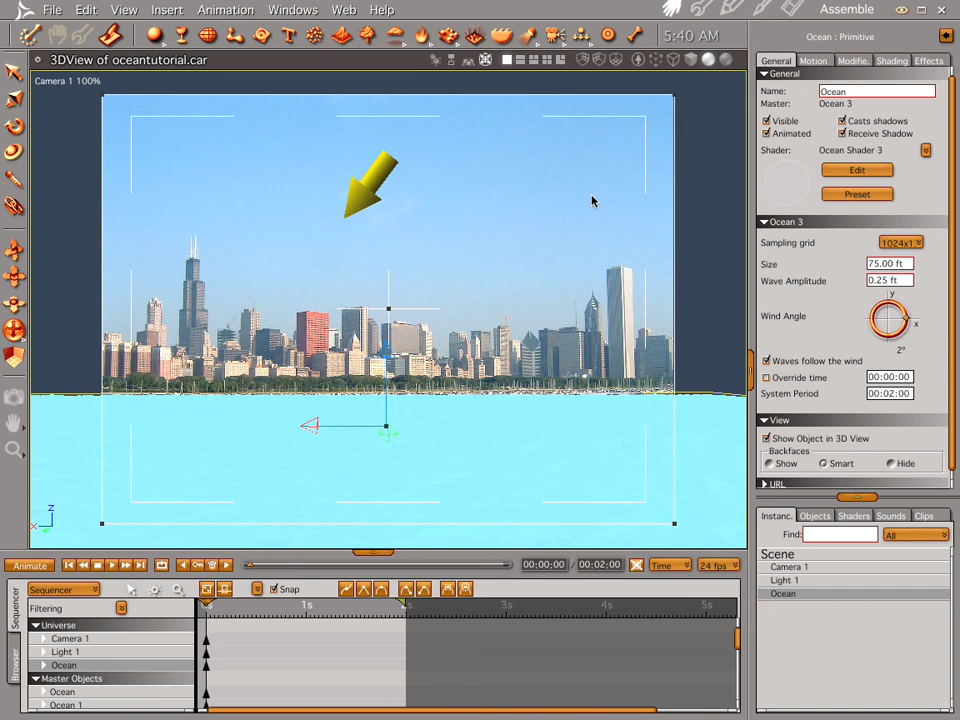 File Edit View Insert Animation Windows Web Help
Assemble
5:40 AM
Ocean : Primitive
3DView of oceantutorial.car
Camera 1 100%
General Motion Modifie. Shading Effects
General
Name: Ocean
Master: Ocean 3
Visible Casts shadows
Animated Receive Shadow
Shader: Ocean Shader 3
Edit
Preset
Ocean 3
Sampling grid 1024x1
Size 75.00 ft
Wave Amplitude 0.25 ft
y
Wind Angle
x
2°
Waves follow the wind
Override time 00:00:00
System Period 00:02:00
View
Show Object in 3D View
Backfaces
Show Smart Hide
URL
Z
X
Instanc. Objects Shaders Sounds Clips
Find: All
Scene
Camera 1
Light 1
Ocean
Animate 00:00:00 / 00:02:00 Time 24 fps
Sequencer
Browser
Sequencer Snap
Filtering
0s 1s 2s 3s 4s 5s
Universe
Camera 1
Light 1
Ocean
Master Objects
Ocean
Ocean 1